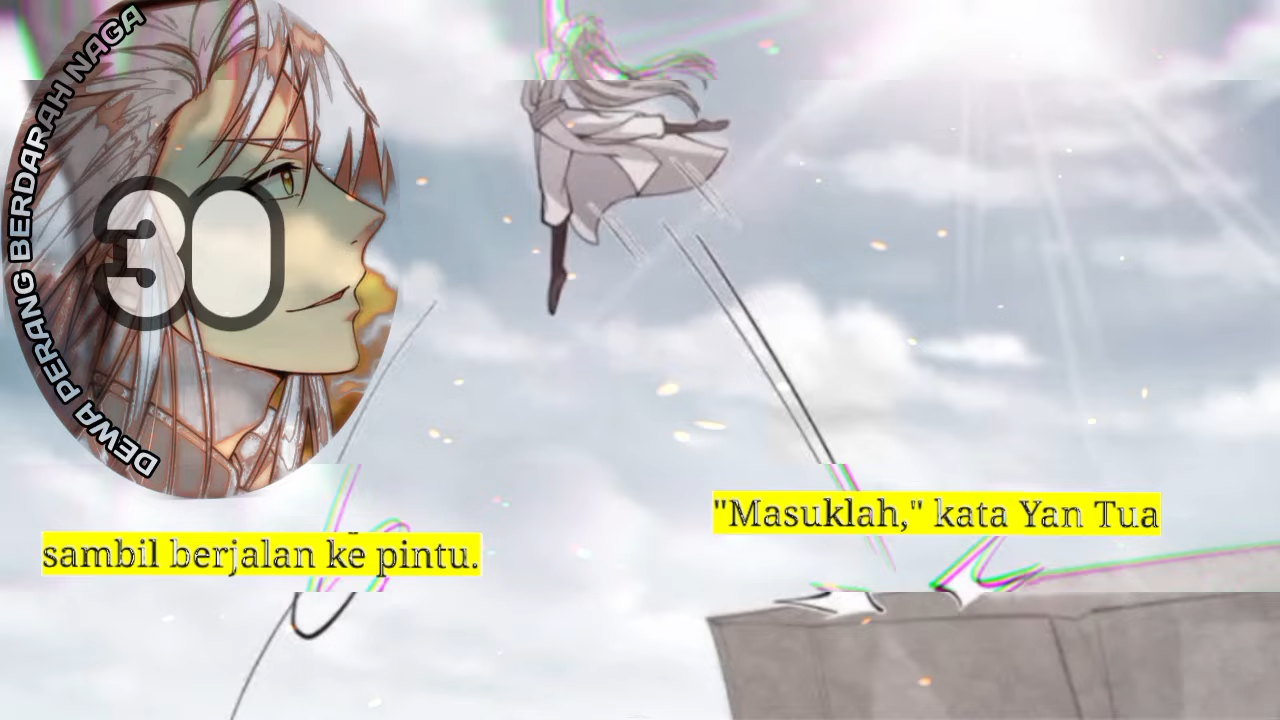 DEWA PERANG BERDARAH NAGA
30
"Masuklah," kata Yan Tua
sambil berjalan ke pintu.